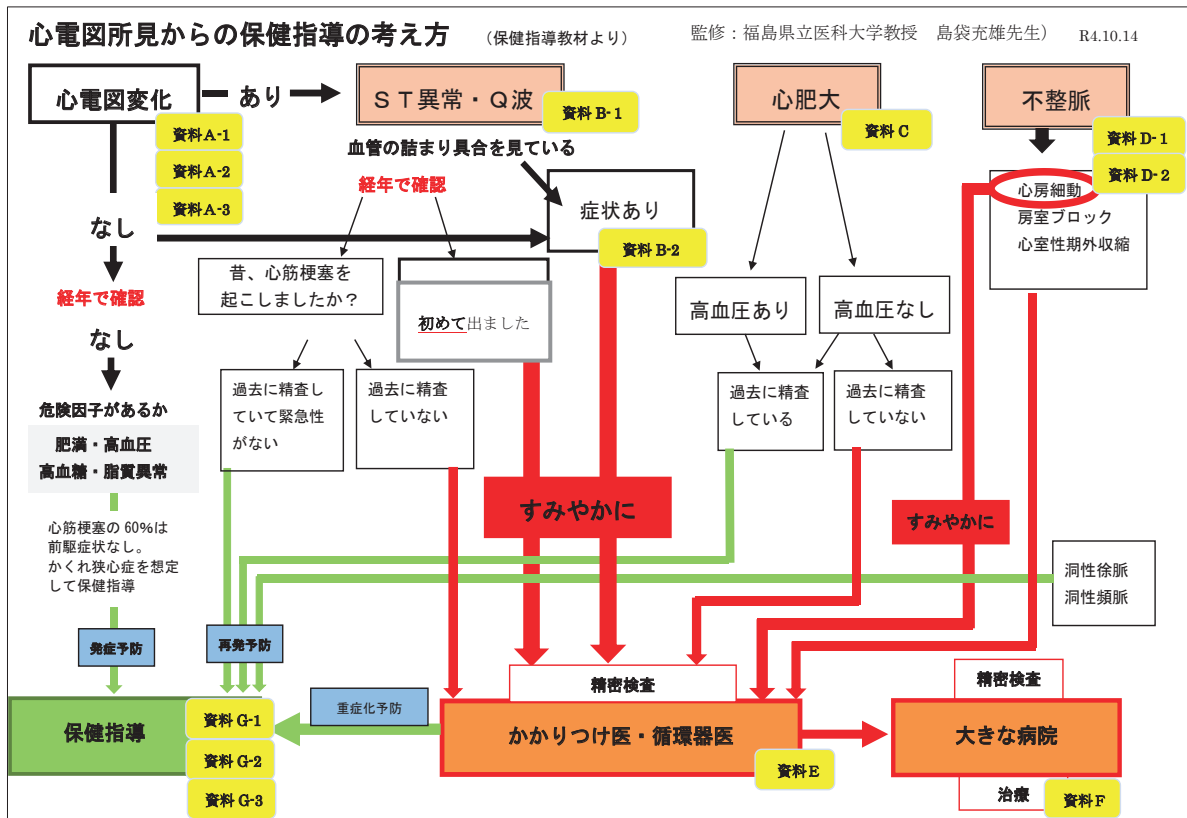 心電図所見からの保健指導の考え方 (保健指導教材より) 監修：福島県立医科大学教授　島袋充雄先生） R4.10.14
心電図変化
あり
ＳＴ異常・Ｑ波
心肥大
不整脈
資料A-1
資料A-2
資料A-3
資料B-1
資料C
資料D-1
資料D-2
血管の詰まり具合を見ている
経年で確認
症状あり
資料B-2
心房細動
房室ブロック
心室性期外収縮
なし
経年で確認
なし
昔、心筋梗塞を
起こしましたか？
初めて出ました
高血圧あり
高血圧なし
過去に精査し
ていて緊急性
がない
過去に精査
していない
過去に精査
している
過去に精査
していない
危険因子があるか
肥満・高血圧
高血糖・脂質異常
すみやかに
すみやかに
心筋梗塞の60%は
前駆症状なし。
かくれ狭心症を想定
して保健指導
洞性徐脈
洞性頻脈
発症予防
再発予防
重症化予防
精密検査
精密検査
保健指導
資料G-1
資料G-2
資料G-3
かかりつけ医・循環器医
資料E
大きな病院
治療
資料F